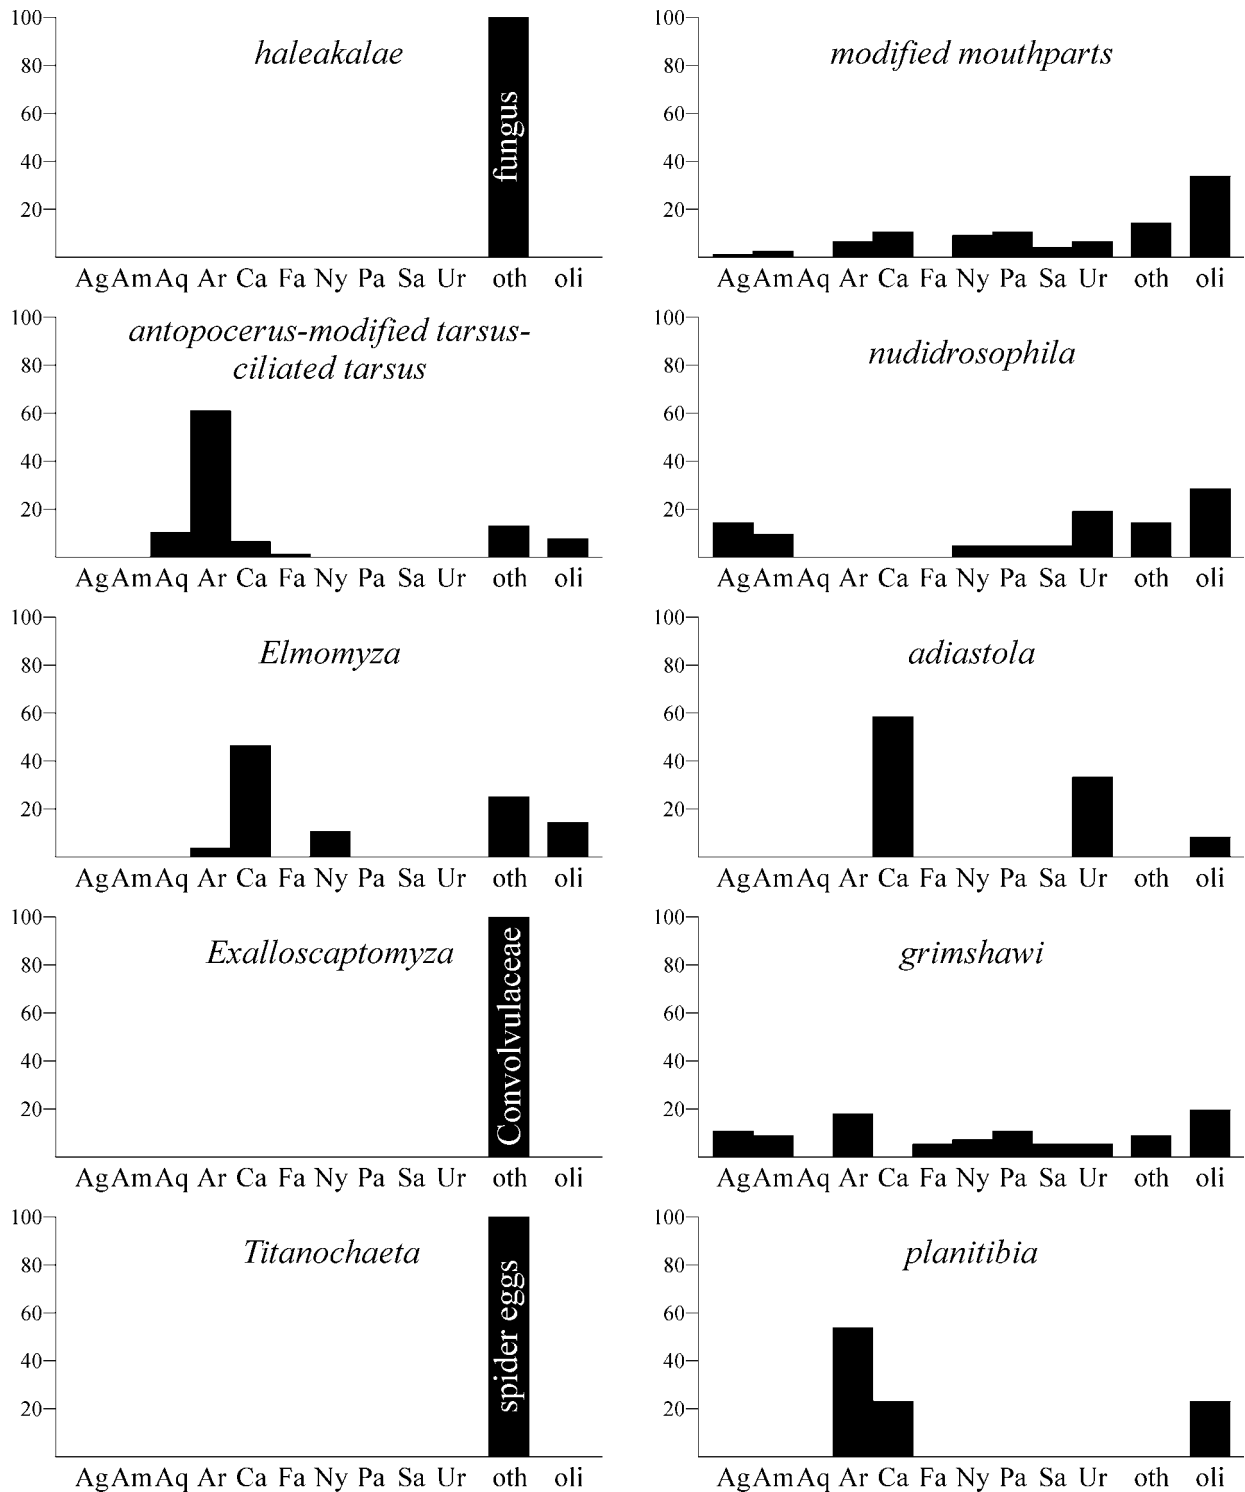 haleakalae
100
80
60
40
20
fungus
Ag Am Aq Ar Ca Fa Ny Pa Sa Ur oth oli
modified mouthparts
100
80
60
40
20
Ag Am Aq Ar Ca Fa Ny Pa Sa Ur oth oli
antopocerus-modified tarsus-
ciliated tarsus
100
80
60
40
20
Ag Am Aq Ar Ca Fa Ny Pa Sa Ur oth oli
nudidrosophila
100
80
60
40
20
Ag Am Aq Ar Ca Fa Ny Pa Sa Ur oth oli
Elmomyza
100
80
60
40
20
Ag Am Aq Ar Ca Fa Ny Pa Sa Ur oth oli
adiastola
100
80
60
40
20
Ag Am Aq Ar Ca Fa Ny Pa Sa Ur oth oli
Exalloscaptomyza
100
80
60
40
20
Convolvulaceae
Ag Am Aq Ar Ca Fa Ny Pa Sa Ur oth oli
grimshawi
100
80
60
40
20
Ag Am Aq Ar Ca Fa Ny Pa Sa Ur oth oli
Titanochaeta
100
80
60
40
20
spider eggs
Ag Am Aq Ar Ca Fa Ny Pa Sa Ur oth oli
planitibia
100
80
60
40
20
Ag Am Aq Ar Ca Fa Ny Pa Sa Ur oth oli